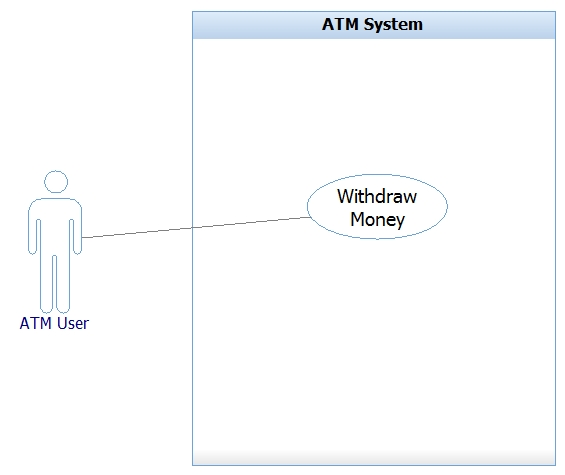 ATM System
Withdraw
Money
ATM User